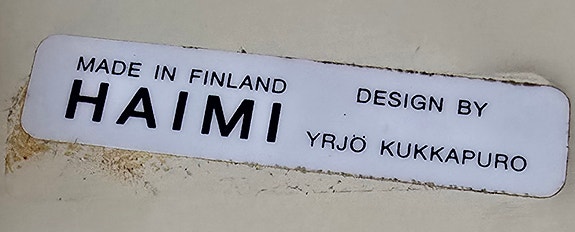 MADE IN FINLAND
HAIMI
DESIGN BY
YRJÖ KUKKAPURO